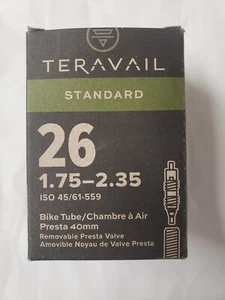 TERAVAIL
STANDARD
26
1.75–2.35
ISO 45/61-559
Bike Tube/Chambre à Air
Presta 40mm
Removable Presta Valve
Amovible Noyau de Valve Presta